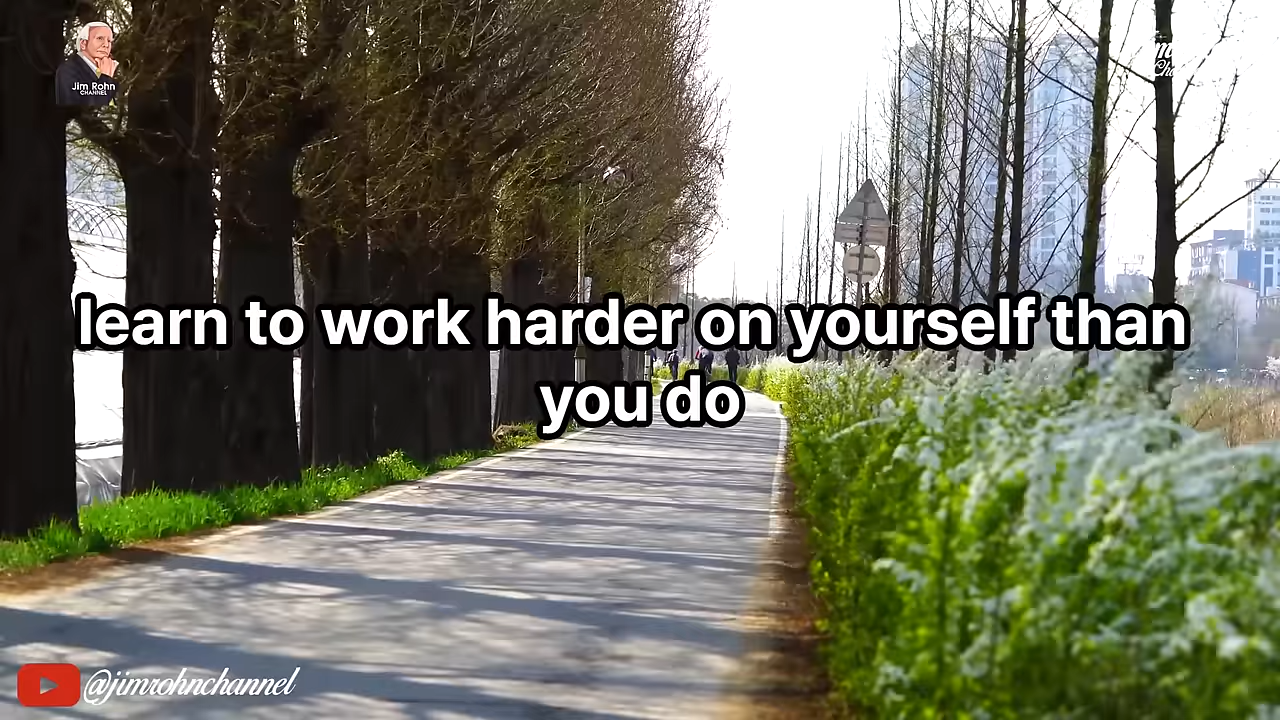 Jim Rohn
CHANNEL
learn to work harder on yourself than
you do
@jimrohnchannel